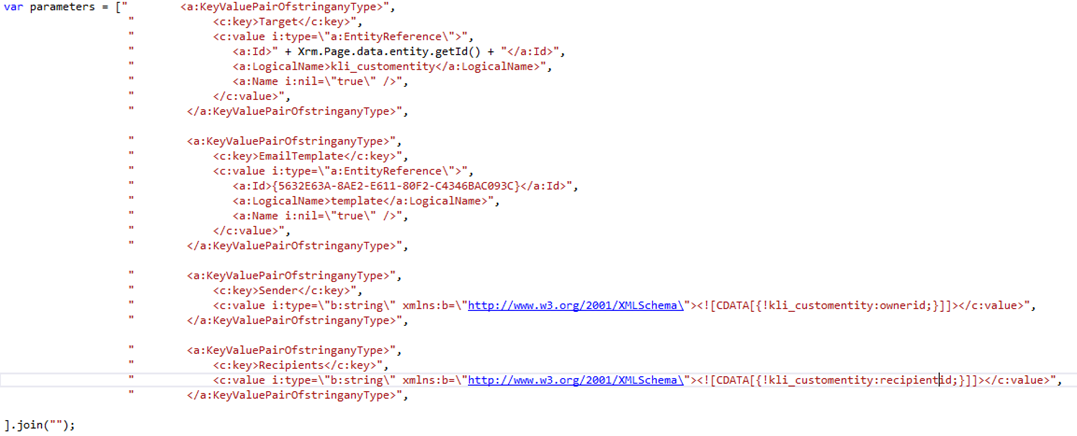 var parameters = ["        <a:KeyValuePairOfstringanyType>",
"            <c:key>Target</c:key>",
"            <c:value i:type=\"a:EntityReference\">",
"               <a:Id>" + Xrm.Page.data.entity.getId() + "</a:Id>",
"               <a:LogicalName>kli_customentity</a:LogicalName>",
"               <a:Name i:nil=\"true\" />",
"            </c:value>",
"        </a:KeyValuePairOfstringanyType>",
"        <a:KeyValuePairOfstringanyType>",
"            <c:key>EmailTemplate</c:key>",
"            <c:value i:type=\"a:EntityReference\">",
"               <a:Id>{5632E63A-8AE2-E611-80F2-C4346BAC093C}</a:Id>",
"               <a:LogicalName>template</a:LogicalName>",
"               <a:Name i:nil=\"true\" />",
"            </c:value>",
"        </a:KeyValuePairOfstringanyType>",
"        <a:KeyValuePairOfstringanyType>",
"            <c:key>Sender</c:key>",
"            <c:value i:type=\"b:string\" xmlns:b=\"http://www.w3.org/2001/XMLSchema\"><![CDATA[{!kli_customentity:ownerid;}]]></c:value>",
"        </a:KeyValuePairOfstringanyType>",
"        <a:KeyValuePairOfstringanyType>",
"            <c:key>Recipients</c:key>",
"            <c:value i:type=\"b:string\" xmlns:b=\"http://www.w3.org/2001/XMLSchema\"><![CDATA[{!kli_customentity:recipientid;}]]></c:value>",
"        </a:KeyValuePairOfstringanyType>",
].join("");